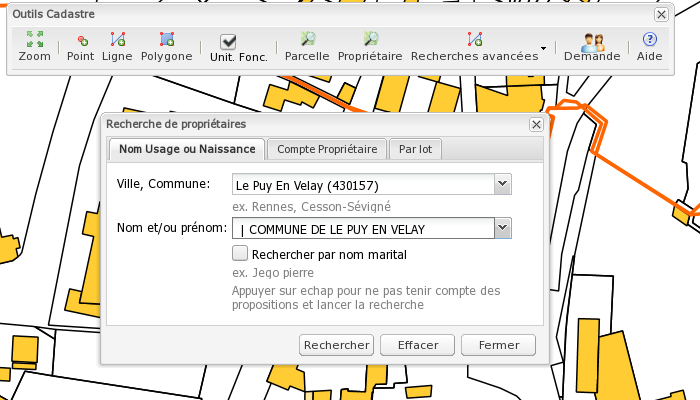 Outils Cadastre
Zoom Point Ligne Polygone Unit. Fonc. Parcelle Propriétaire Recherches avancées Demande Aide
Recherche de propriétaires
Nom Usage ou Naissance Compte Propriétaire Par lot
Ville, Commune: Le Puy En Velay (430157)
ex. Rennes, Cesson-Sévigné
Nom et/ou prénom: | COMMUNE DE LE PUY EN VELAY
Rechercher par nom marital
ex. Jego pierre
Appuyer sur echap pour ne pas tenir compte des
propositions et lancer la recherche
Rechercher Effacer Fermer